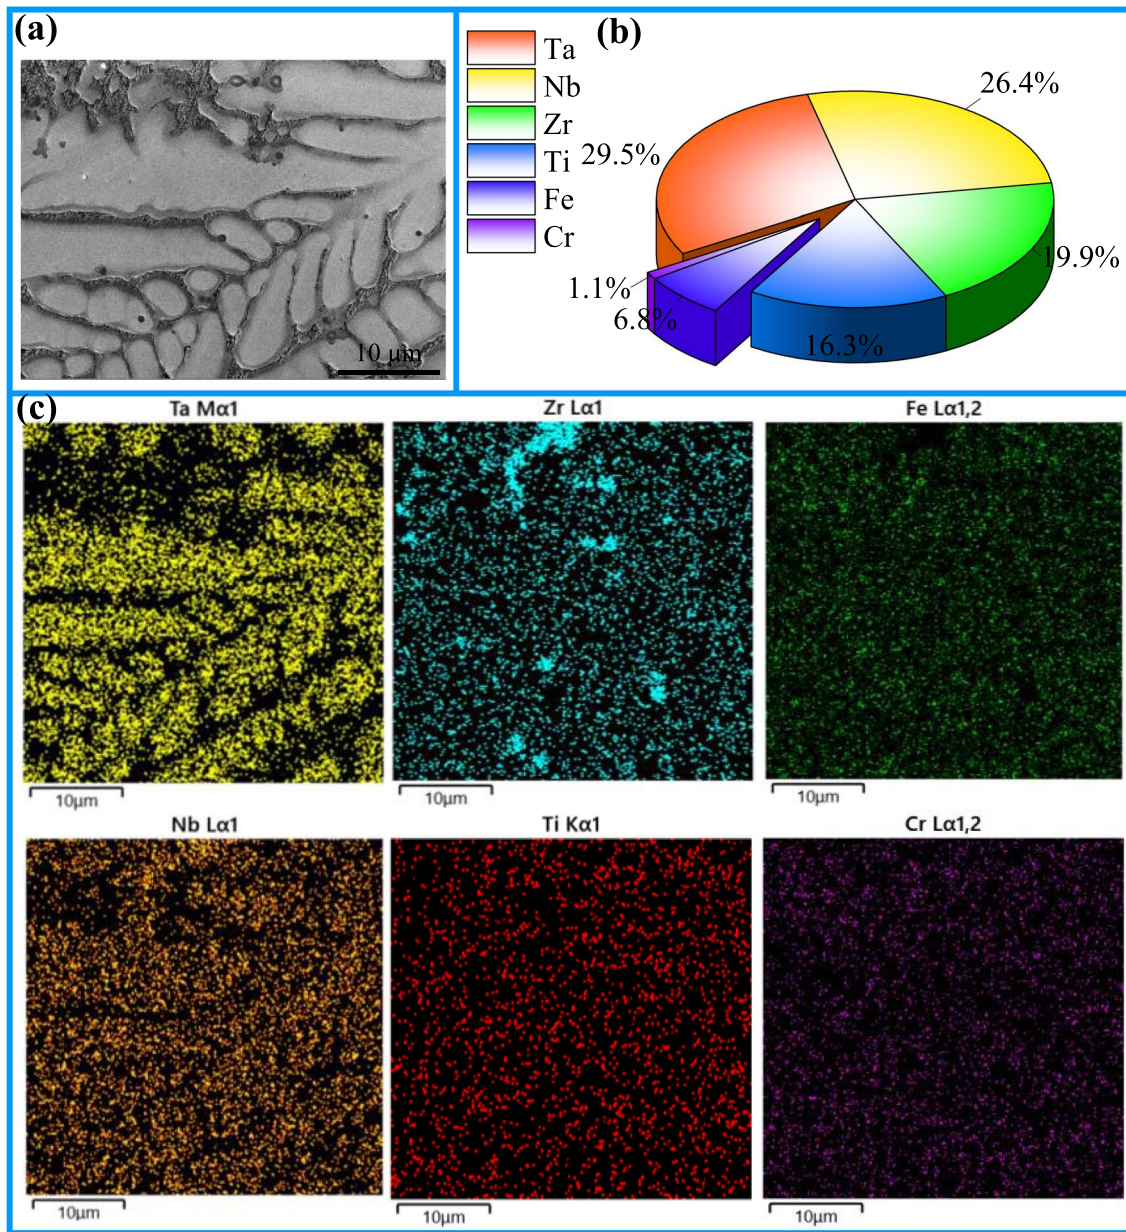 (a)
10 μm
Ta
Nb
Zr
Ti
Fe
Cr
(b)
26.4%
29.5%
19.9%
1.1%
6.8%
16.3%
(c)
Ta Mα1
Zr Lα1
Fe Lα1,2
10μm
10μm
10μm
Nb Lα1
Ti Kα1
Cr Lα1,2
10μm
10μm
10μm